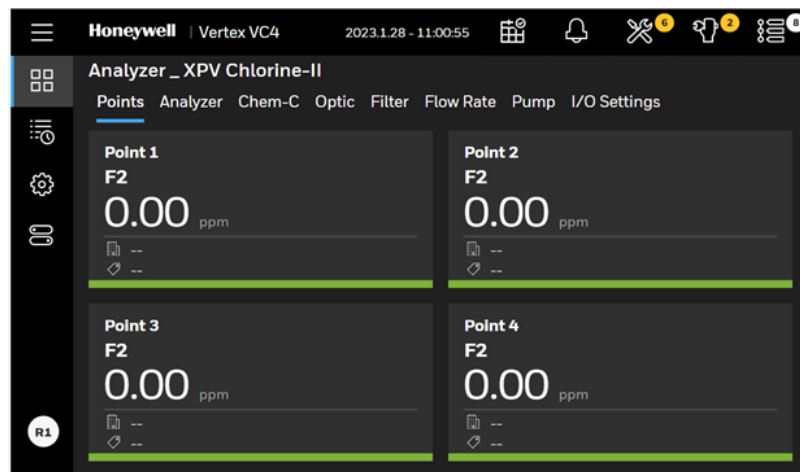 Honeywell | Vertex VC4 2023.1.28 - 11:00:55 6 2 8
Analyzer _ XPV Chlorine-II
Points Analyzer Chem-C Optic Filter Flow Rate Pump I/O Settings
Point 1
F2
0.00 ppm
--
--
Point 2
F2
0.00 ppm
--
--
Point 3
F2
0.00 ppm
--
--
Point 4
F2
0.00 ppm
--
--
R1